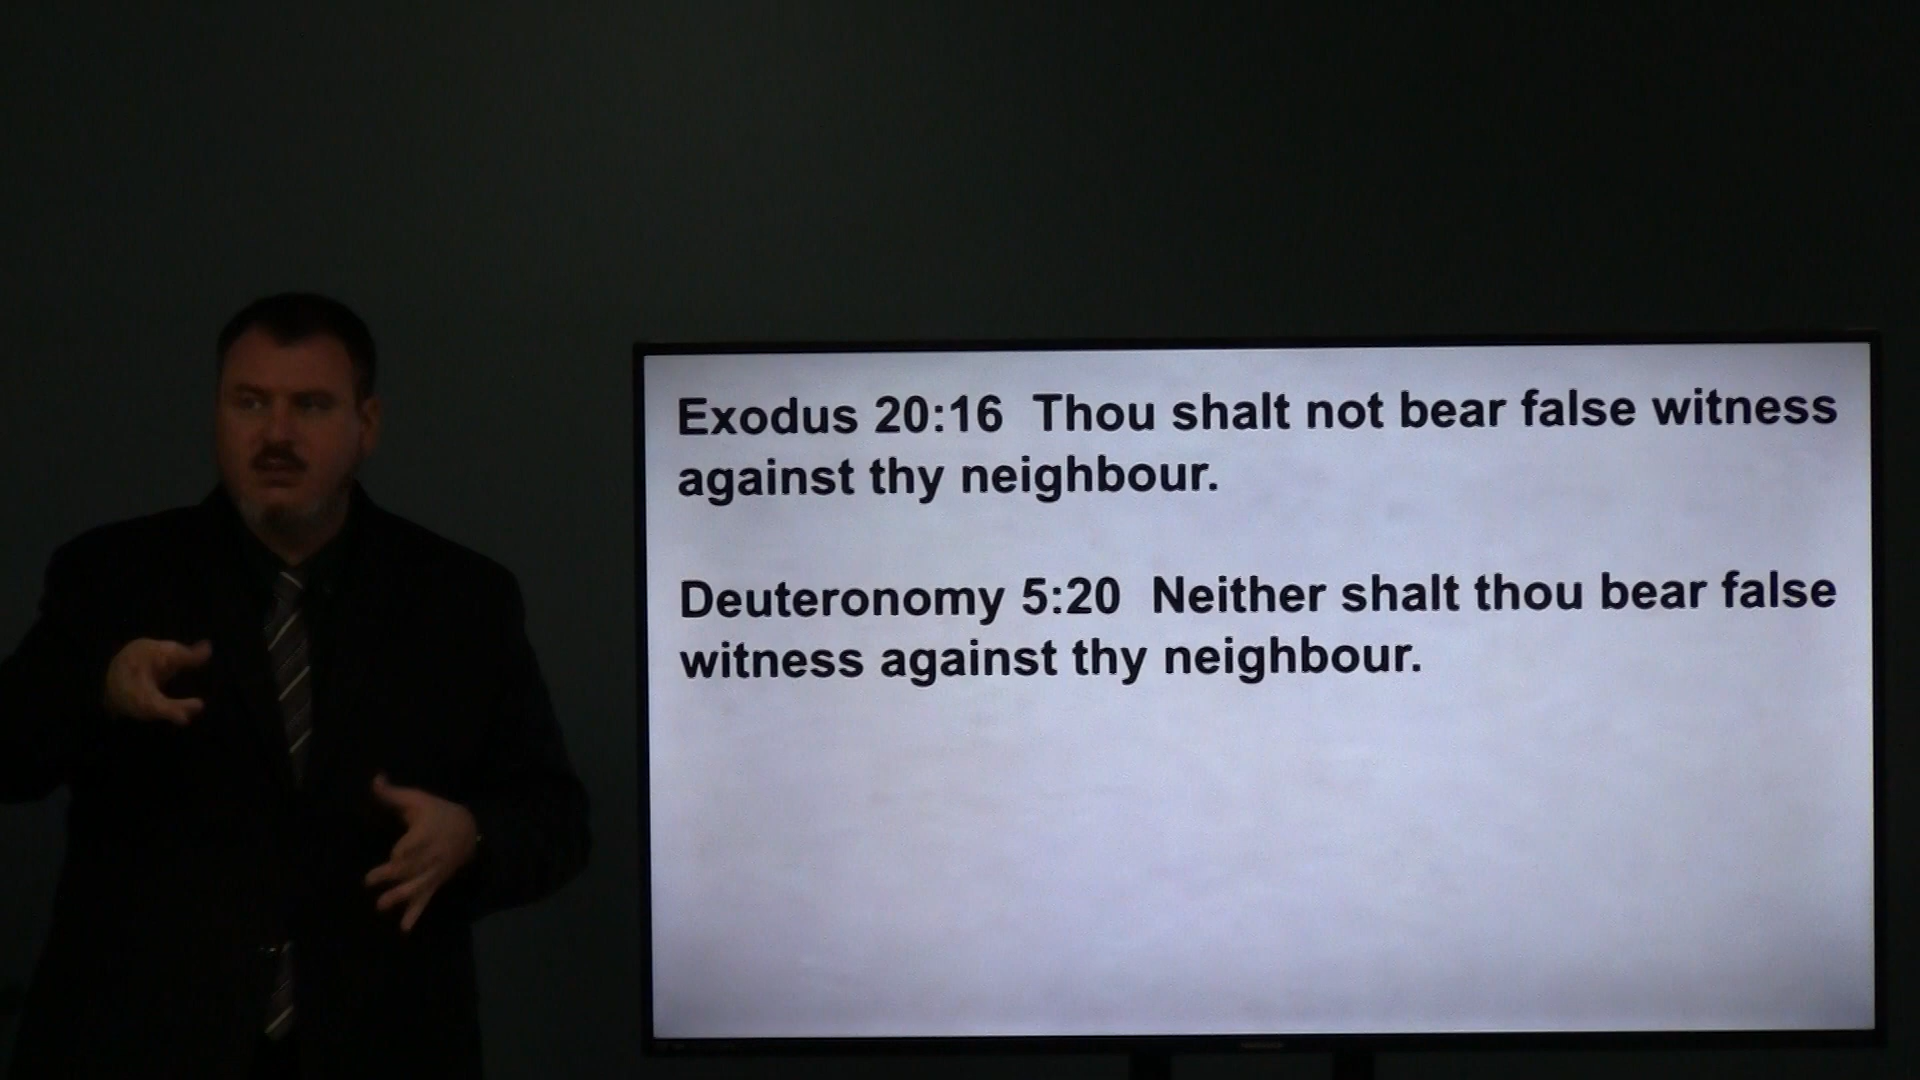 Exodus 20:16  Thou shalt not bear false witness
against thy neighbour.
Deuteronomy 5:20  Neither shalt thou bear false
witness against thy neighbour.